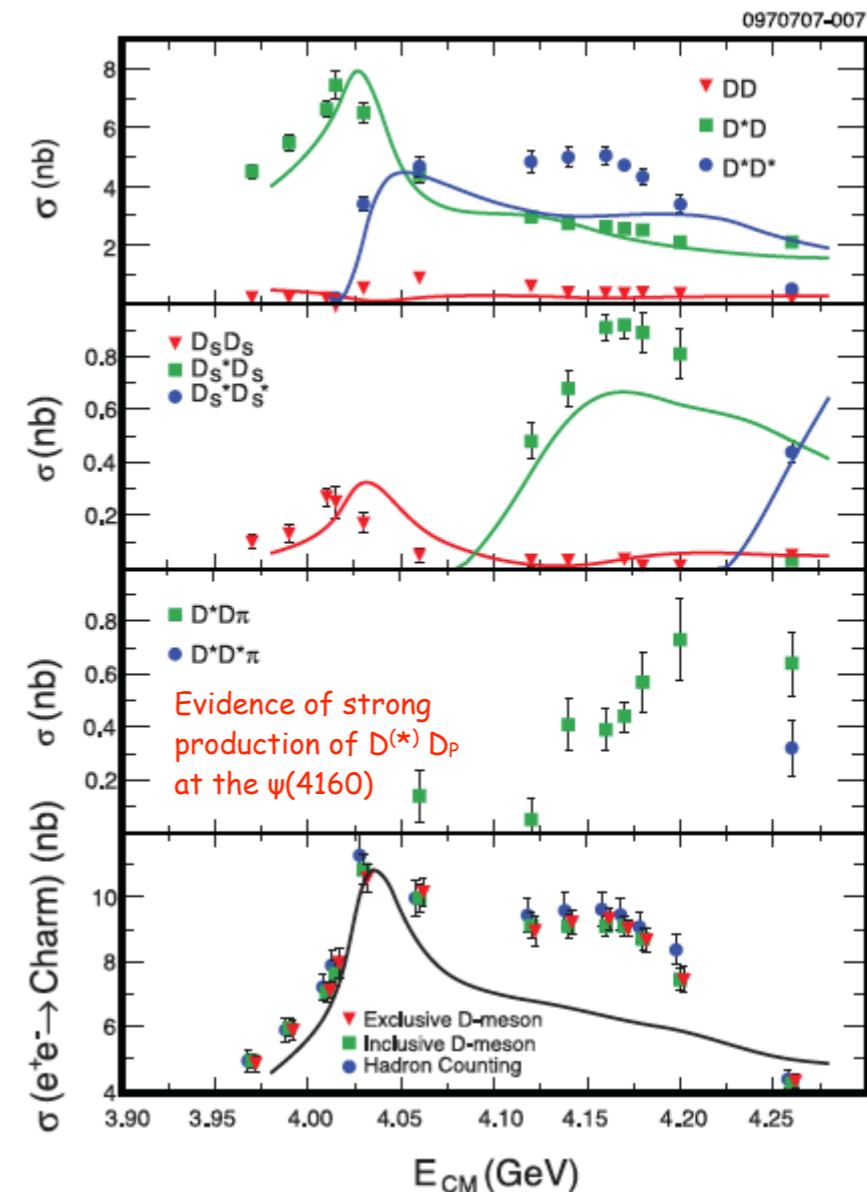 0970707-007
σ (nb)
8
6
4
2
DD
D*D
D*D*
σ (nb)
0.8
0.6
0.4
0.2
DsDs
Ds*Ds
Ds*Ds*
σ (nb)
0.8
0.6
0.4
0.2
D*Dπ
D*D*π
Evidence of strong
production of D(*) DP
at the ψ(4160)
σ (e+e-→Charm) (nb)
10
8
6
4
Exclusive D-meson
Inclusive D-meson
Hadron Counting
3.90 3.95 4.00 4.05 4.10 4.15 4.20 4.25
ECM (GeV)